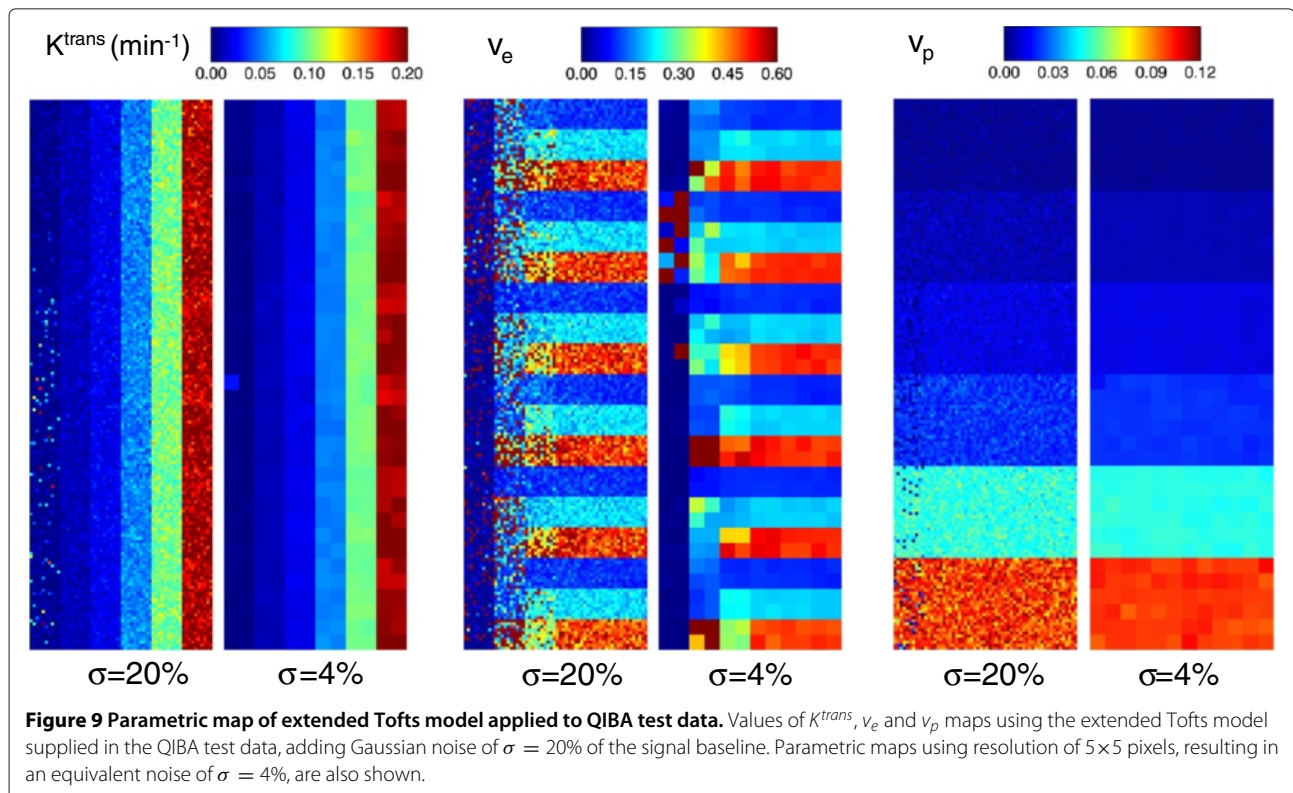 K^trans (min⁻¹)
0.00 0.05 0.10 0.15 0.20
v_e
0.00 0.15 0.30 0.45 0.60
v_p
0.00 0.03 0.06 0.09 0.12
σ=20%
σ=4%
σ=20%
σ=4%
σ=20%
σ=4%
Figure 9 Parametric map of extended Tofts model applied to QIBA test data. Values of K^trans, v_e and v_p maps using the extended Tofts model
supplied in the QIBA test data, adding Gaussian noise of σ = 20% of the signal baseline. Parametric maps using resolution of 5×5 pixels, resulting in
an equivalent noise of σ = 4%, are also shown.